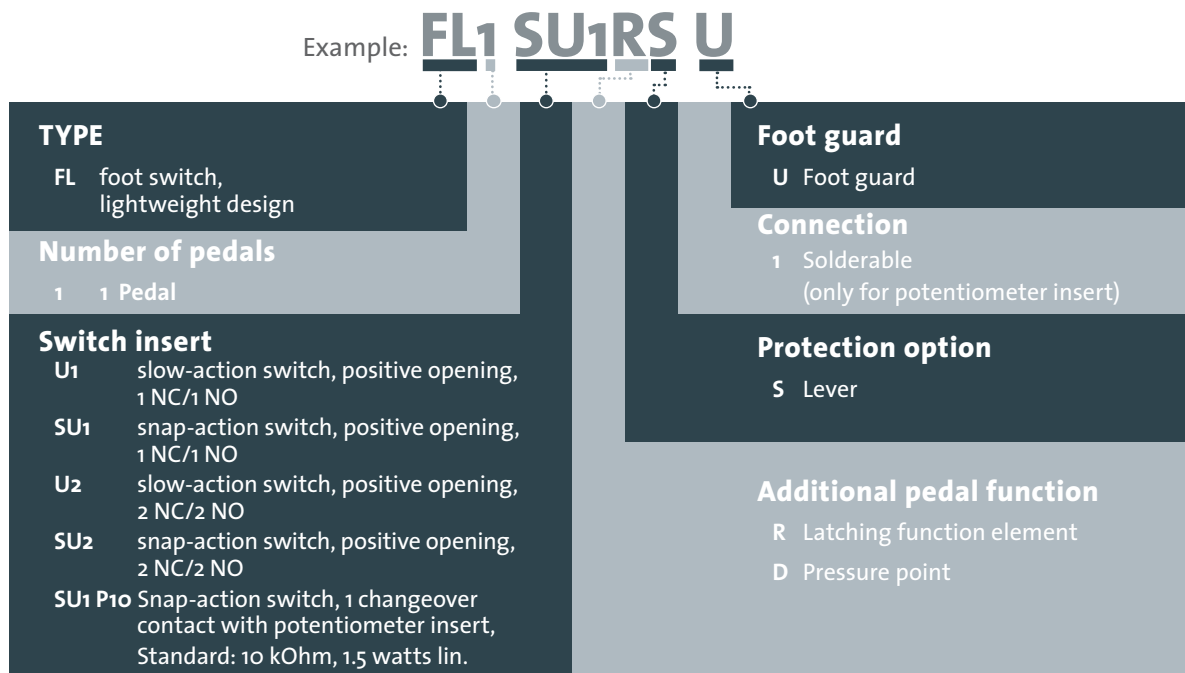 Example: FL1 SU1RS U
TYPE
FL foot switch,
lightweight design
Number of pedals
1 1 Pedal
Switch insert
U1 slow-action switch, positive opening,
1 NC/1 NO
SU1 snap-action switch, positive opening,
1 NC/1 NO
U2 slow-action switch, positive opening,
2 NC/2 NO
SU2 snap-action switch, positive opening,
2 NC/2 NO
SU1 P10 Snap-action switch, 1 changeover
contact with potentiometer insert,
Standard: 10 kOhm, 1.5 watts lin.
Foot guard
U Foot guard
Connection
1 Solderable
(only for potentiometer insert)
Protection option
S Lever
Additional pedal function
R Latching function element
D Pressure point